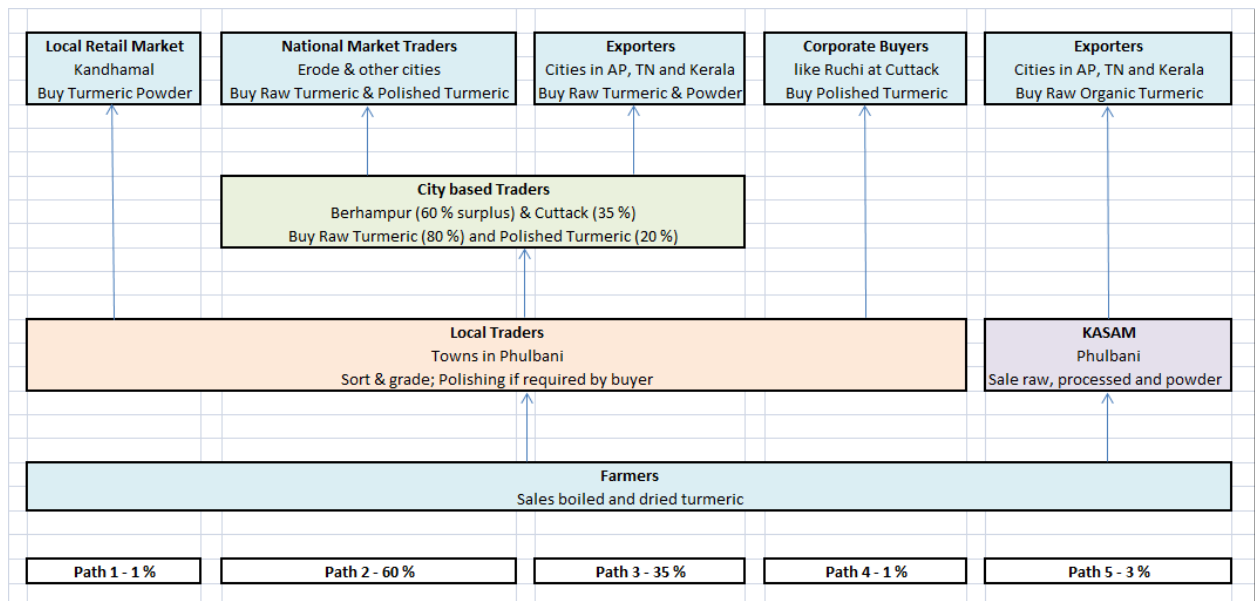 Local Retail Market
Kandhamal
Buy Turmeric Powder
National Market Traders
Erode & other cities
Buy Raw Turmeric & Polished Turmeric
Exporters
Cities in AP, TN and Kerala
Buy Raw Turmeric & Powder
Corporate Buyers
like Ruchi at Cuttack
Buy Polished Turmeric
Exporters
Cities in AP, TN and Kerala
Buy Raw Organic Turmeric
City based Traders
Berhampur (60 % surplus) & Cuttack (35 %)
Buy Raw Turmeric (80 %) and Polished Turmeric (20 %)
Local Traders
Towns in Phulbani
Sort & grade; Polishing if required by buyer
KASAM
Phulbani
Sale raw, processed and powder
Farmers
Sales boiled and dried turmeric
Path 1 - 1 %
Path 2 - 60 %
Path 3 - 35 %
Path 4 - 1 %
Path 5 - 3 %